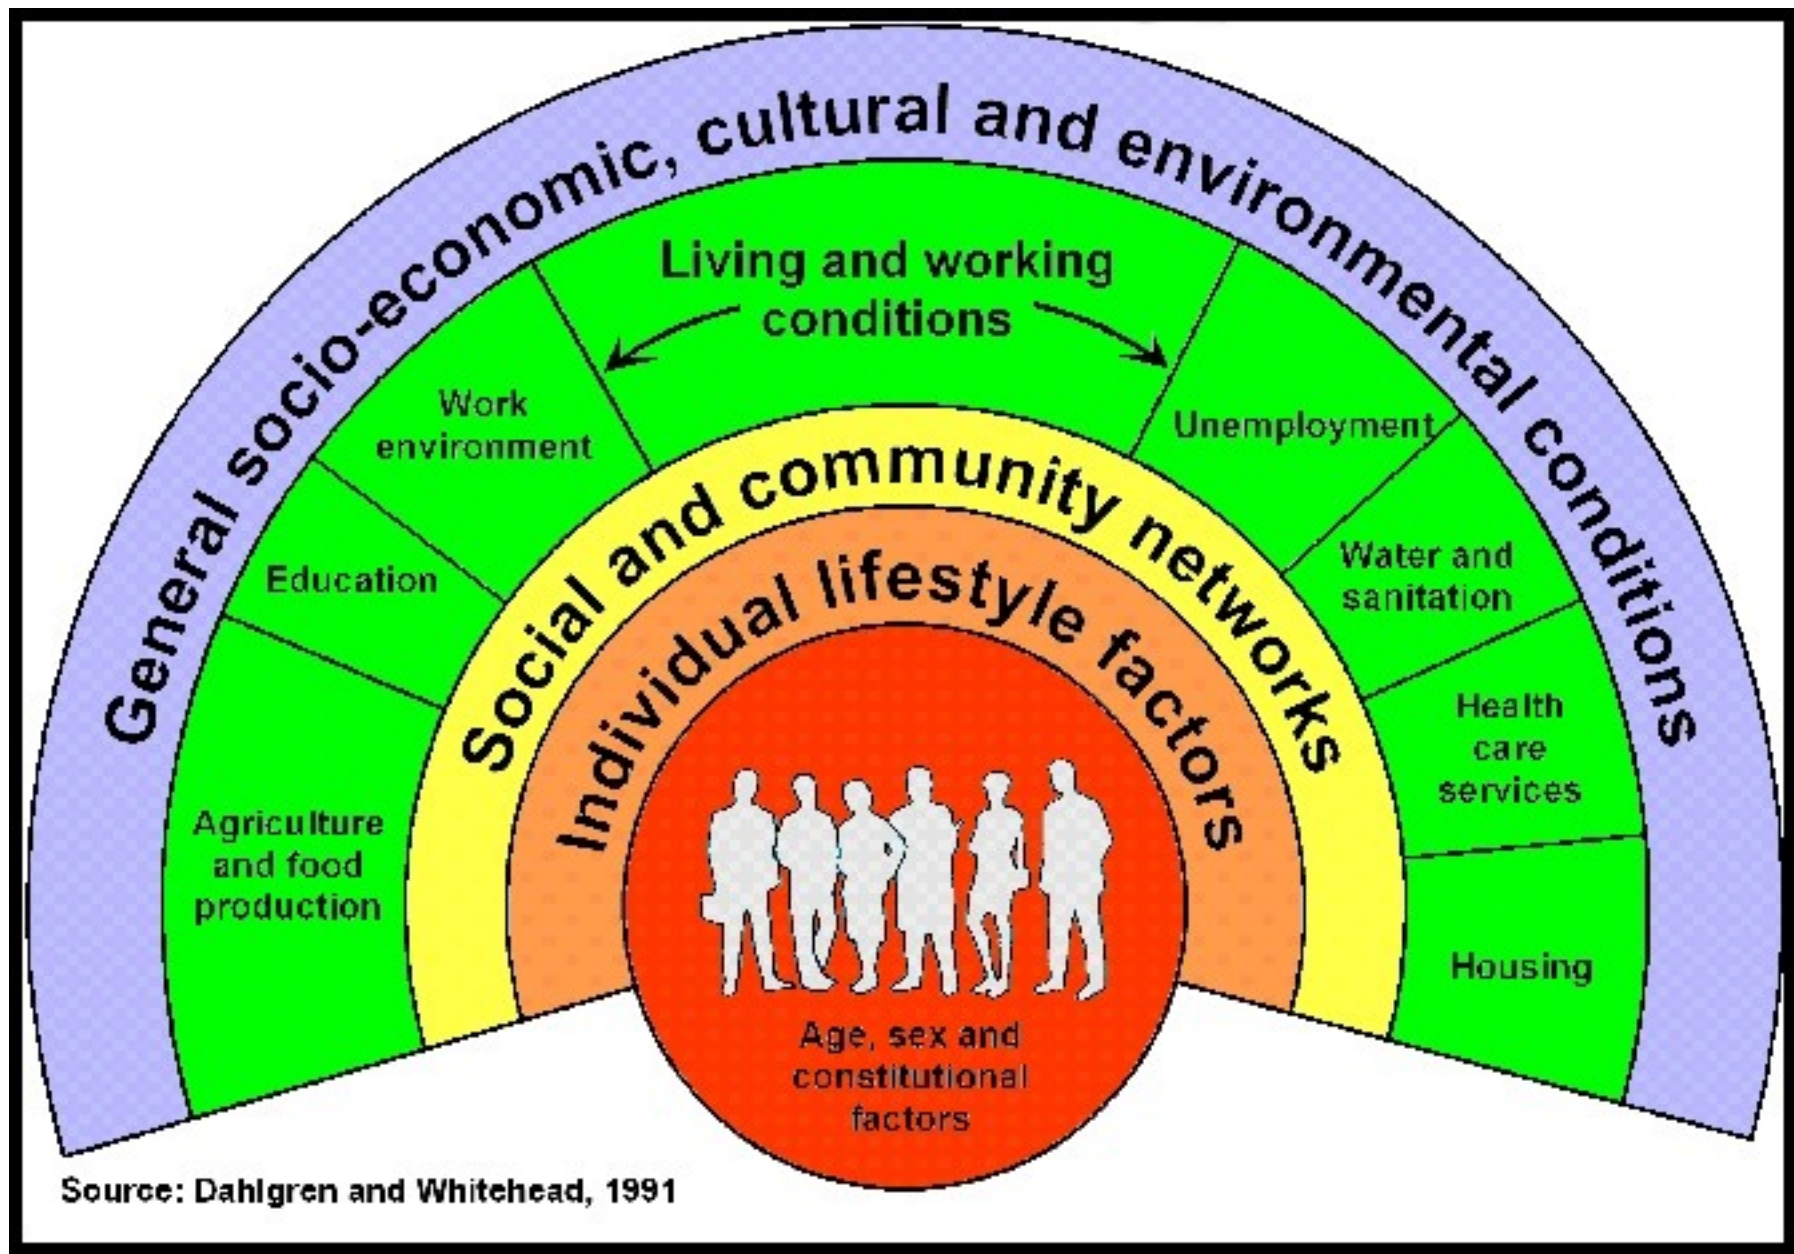 General socio-economic, cultural and environmental conditions
Living and working
conditions
Agriculture
and food
production
Education
Work
environment
Unemployment
Water and
sanitation
Health
care
services
Housing
Social and community networks
Individual lifestyle factors
Age, sex and
constitutional
factors
Source: Dahlgren and Whitehead, 1991